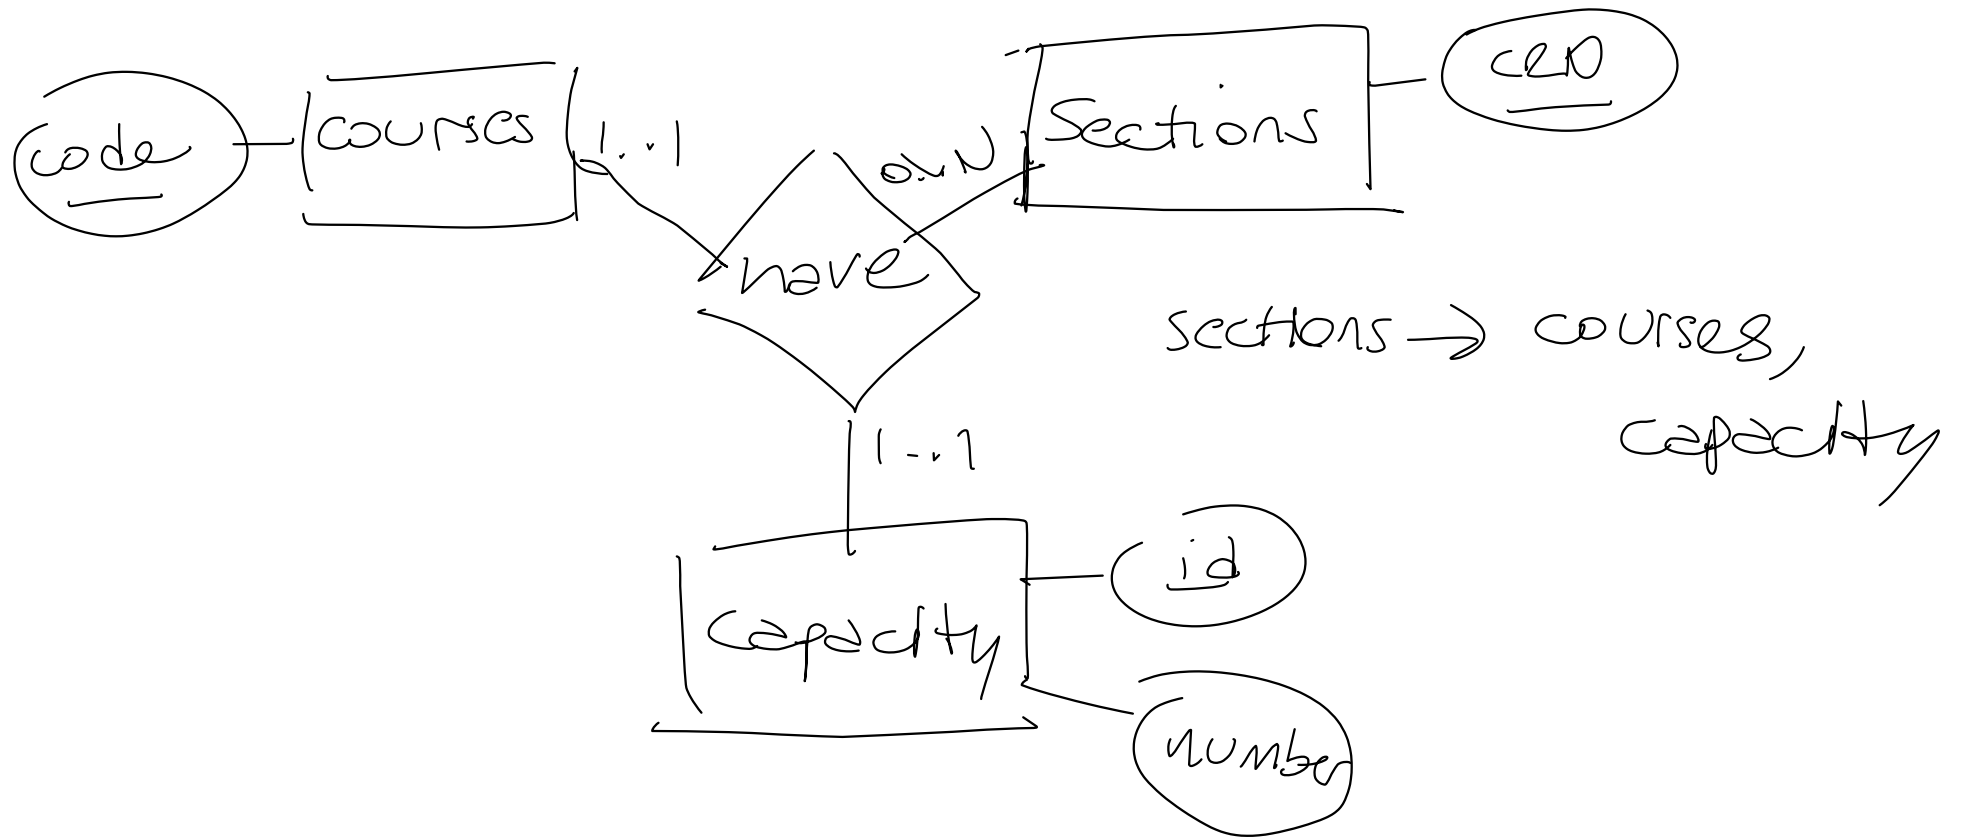 code
courses
1..1
0..N
Sections
CRN
have
sections → courses,
capacity
1..1
capacity
id
number